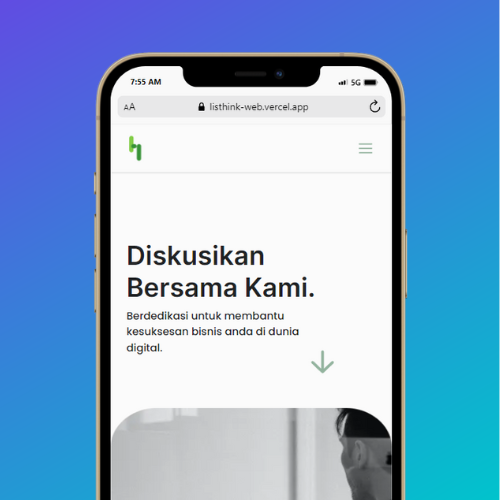 7:55 AM
5G
AA
listhink-web.vercel.app
Diskusikan
Bersama Kami.
Berdedikasi untuk membantu
kesuksesan bisnis anda di dunia
digital.